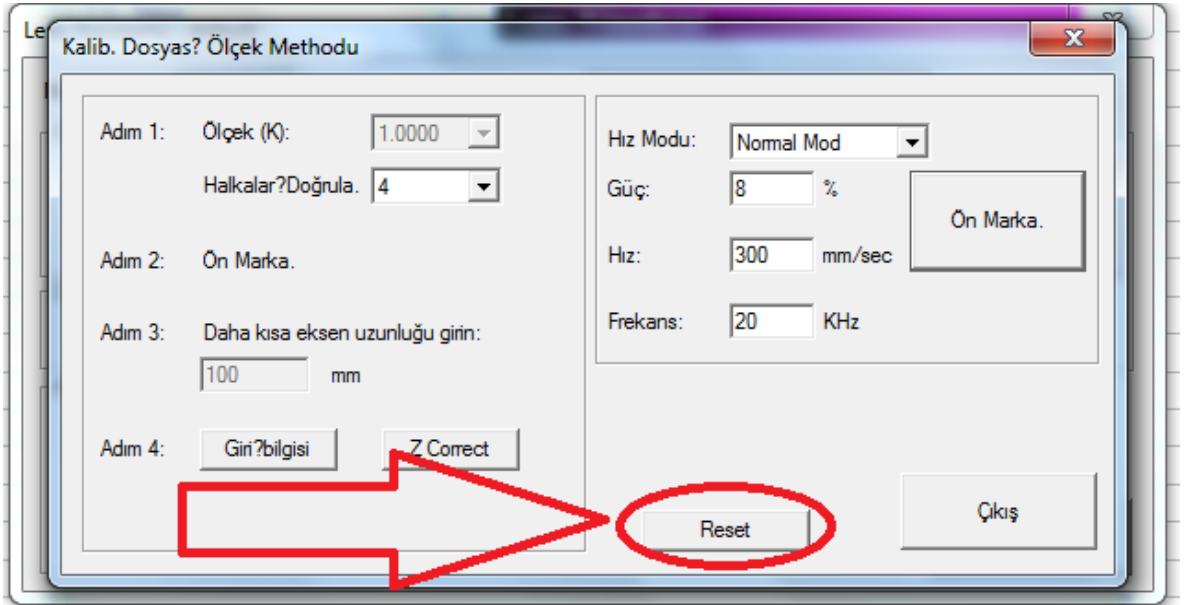 Le
Kalib. Dosyas? Ölçek Methodu
Adım 1: Ölçek (K): 1.0000
Halkalar?Doğrula. 4
Adım 2: Ön Marka.
Adım 3: Daha kısa eksen uzunluğu girin:
100 mm
Adım 4: Giri?bilgisi Z Correct
Hız Modu: Normal Mod
Güç: 8 %
Hız: 300 mm/sec
Frekans: 20 KHz
Ön Marka.
Reset
Çıkış